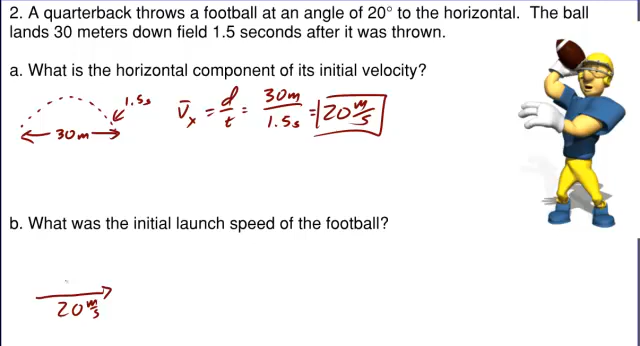 2. A quarterback throws a football at an angle of 20° to the horizontal. The ball
lands 30 meters down field 1.5 seconds after it was thrown.
a. What is the horizontal component of its initial velocity?
1.5s
30m
v̄ₓ = d/t = 30m/1.5s = 20 m/s
b. What was the initial launch speed of the football?
20 m/s